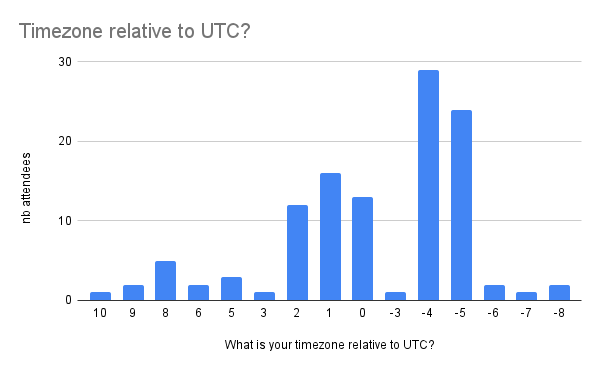 Timezone relative to UTC?
30
20
10
0
nb attendees
10 9 8 6 5 3 2 1 0 -3 -4 -5 -6 -7 -8
What is your timezone relative to UTC?